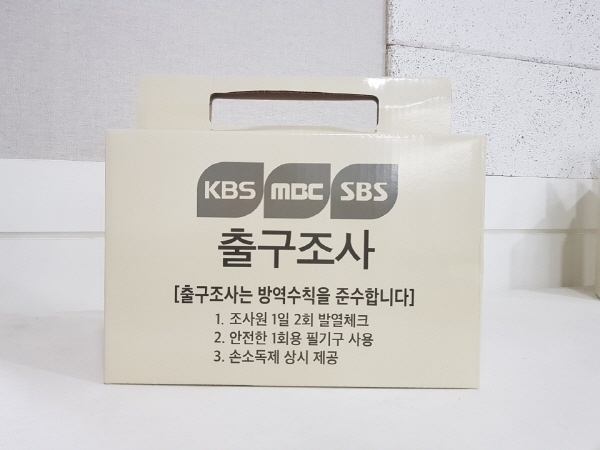 KBS MBC SBS
출구조사
[출구조사는 방역수칙을 준수합니다]
1. 조사원 1일 2회 발열체크
2. 안전한 1회용 필기구 사용
3. 손소독제 상시 제공